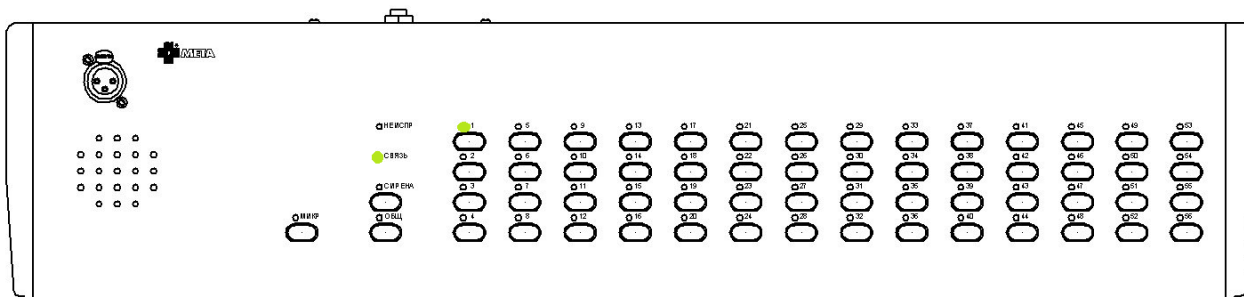 МЕТА
НЕИСПР 1 5 9 13 17 21 25 29 33 37 41 45 49 53
СВЯЗЬ 2 6 10 14 18 22 26 30 34 38 42 46 50 54
СИРЕНА 3 7 11 15 19 23 27 31 35 39 43 47 51 55
МИКР ОБЩ 4 8 12 16 20 24 28 32 36 40 44 48 52 56